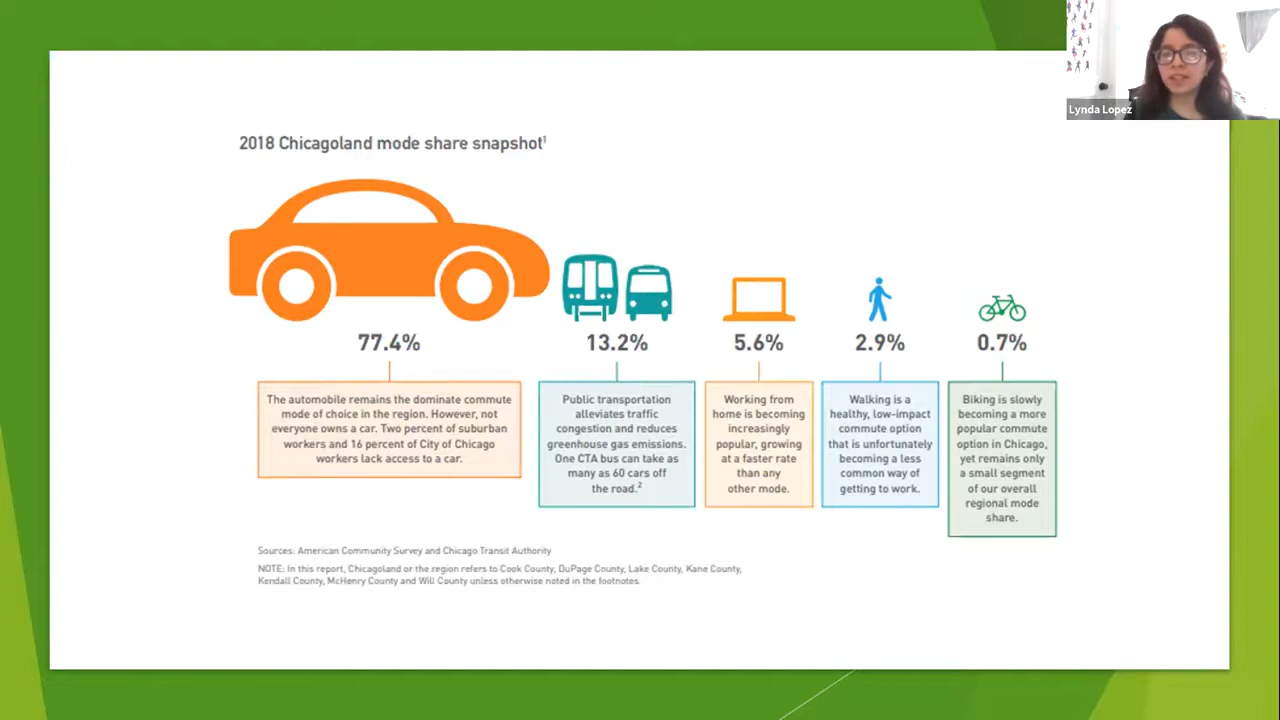 Lynda Lopez
2018 Chicagoland mode share snapshot¹
77.4%
The automobile remains the dominate commute
mode of choice in the region. However, not
everyone owns a car. Two percent of suburban
workers and 16 percent of City of Chicago
workers lack access to a car.
13.2%
Public transportation
alleviates traffic
congestion and reduces
greenhouse gas emissions.
One CTA bus can take as
many as 60 cars off
the road.²
5.6%
Working from
home is becoming
increasingly
popular, growing
at a faster rate
than any
other mode.
2.9%
Walking is a
healthy, low-impact
commute option
that is unfortunately
becoming a less
common way of
getting to work.
0.7%
Biking is slowly
becoming a more
popular commute
option in Chicago,
yet remains only
a small segment
of our overall
regional mode
share.
Sources: American Community Survey and Chicago Transit Authority
NOTE: In this report, Chicagoland or the region refers to Cook County, DuPage County, Lake County, Kane County,
Kendall County, McHenry County and Will County unless otherwise noted in the footnotes.